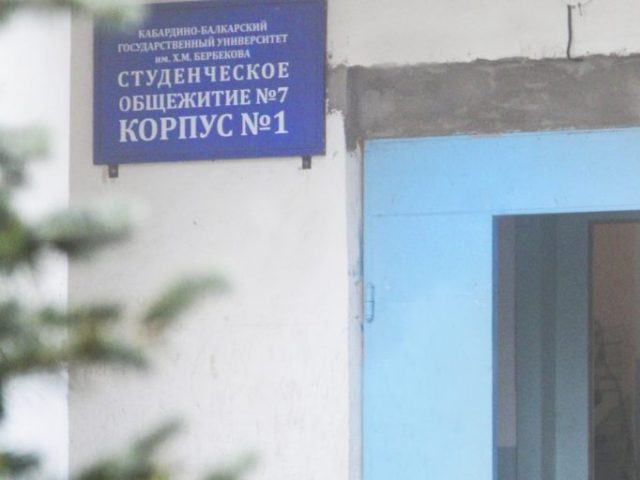 КАБАРДИНО-БАЛКАРСКИЙ
ГОСУДАРСТВЕННЫЙ УНИВЕРСИТЕТ
ИМ. Х.М. БЕРБЕКОВА
СТУДЕНЧЕСКОЕ
ОБЩЕЖИТИЕ №7
КОРПУС №1